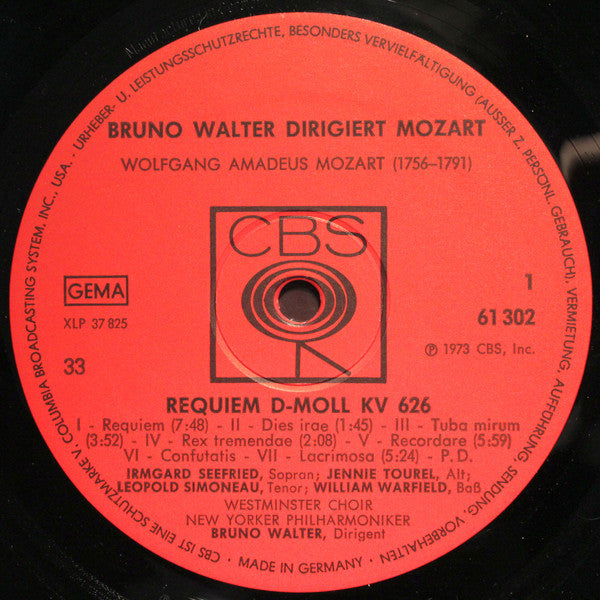 URHEBER- U. LEISTUNGSSCHUTZRECHTE, BESONDERS VERVIELFÄLTIGUNG (AUSSER Z. PERSÖNL. GEBRAUCH), VERMIETUNG, AUFFÜHRUNG, SENDUNG, VORBEHALTEN
BRUNO WALTER DIRIGIERT MOZART
WOLFGANG AMADEUS MOZART (1756–1791)
CBS
GEMA
XLP 37 825
33
1
61 302
℗ 1973 CBS, Inc.
REQUIEM D-MOLL KV 626
I - Requiem (7:48) - II - Dies irae (1:45) - III - Tuba mirum
(3:52) - IV - Rex tremendae (2:08) - V - Recordare (5:59)
VI - Confutatis - VII - Lacrimosa (5:24) - P.D.
IRMGARD SEEFRIED, Sopran; JENNIE TOUREL, Alt;
LEOPOLD SIMONEAU, Tenor; WILLIAM WARFIELD, Baß
WESTMINSTER CHOIR
NEW YORKER PHILHARMONIKER
BRUNO WALTER, Dirigent
CBS IST EINE SCHUTZMARKE V. COLUMBIA BROADCASTING SYSTEM, INC., USA. -
- MADE IN GERMANY -